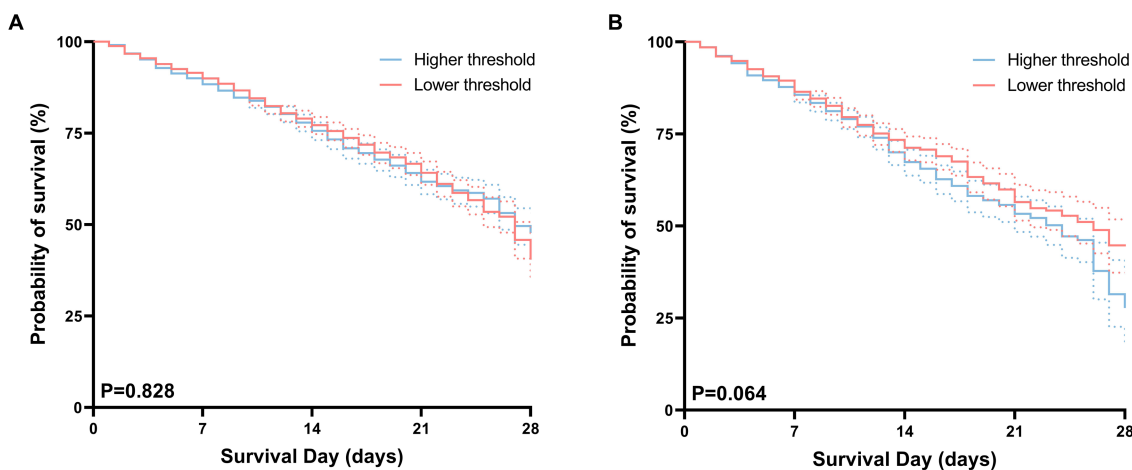 A
Probability of survival (%)
100
75
50
25
0
Higher threshold
Lower threshold
P=0.828
0 7 14 21 28
Survival Day (days)
B
Probability of survival (%)
100
75
50
25
0
Higher threshold
Lower threshold
P=0.064
0 7 14 21 28
Survival Day (days)